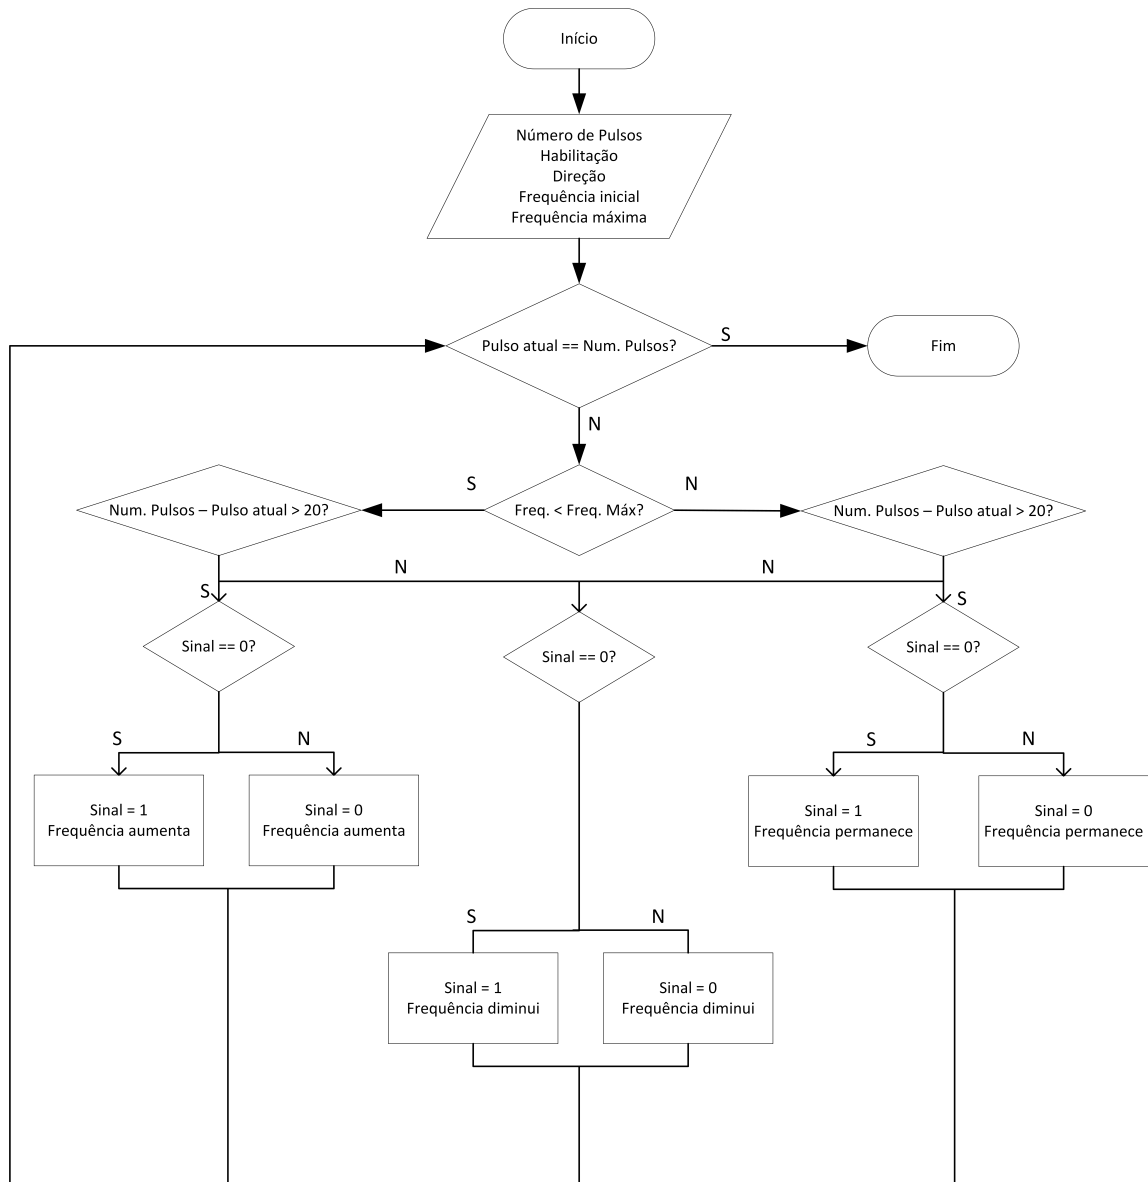 Início
Número de Pulsos
Habilitação
Direção
Frequência inicial
Frequência máxima
Pulso atual == Num. Pulsos?
S
Fim
N
S
N
Num. Pulsos – Pulso atual > 20?
Freq. < Freq. Máx?
Num. Pulsos – Pulso atual > 20?
N
N
S
S
Sinal == 0?
Sinal == 0?
Sinal == 0?
S
N
S
N
Sinal = 1
Frequência aumenta
Sinal = 0
Frequência aumenta
Sinal = 1
Frequência permanece
Sinal = 0
Frequência permanece
S
N
Sinal = 1
Frequência diminui
Sinal = 0
Frequência diminui